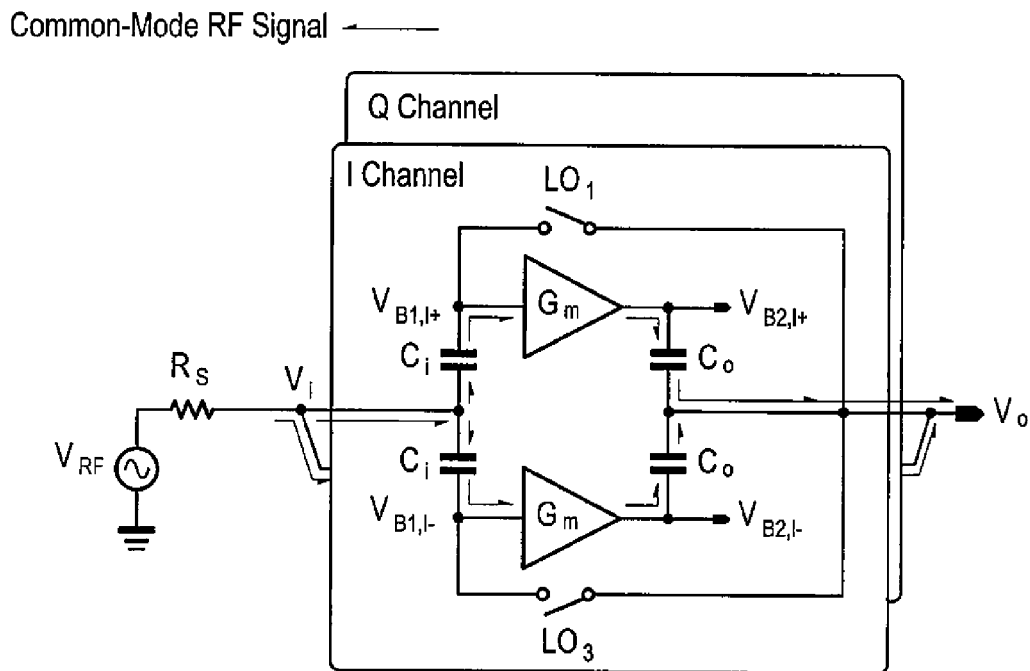 Common-Mode RF Signal
Q Channel
I Channel
LO1
VB1,I+
Gm
VB2,I+
Ci
Co
RS
Vi
Vo
VRF
Ci
Co
VB1,I-
Gm
VB2,I-
LO3